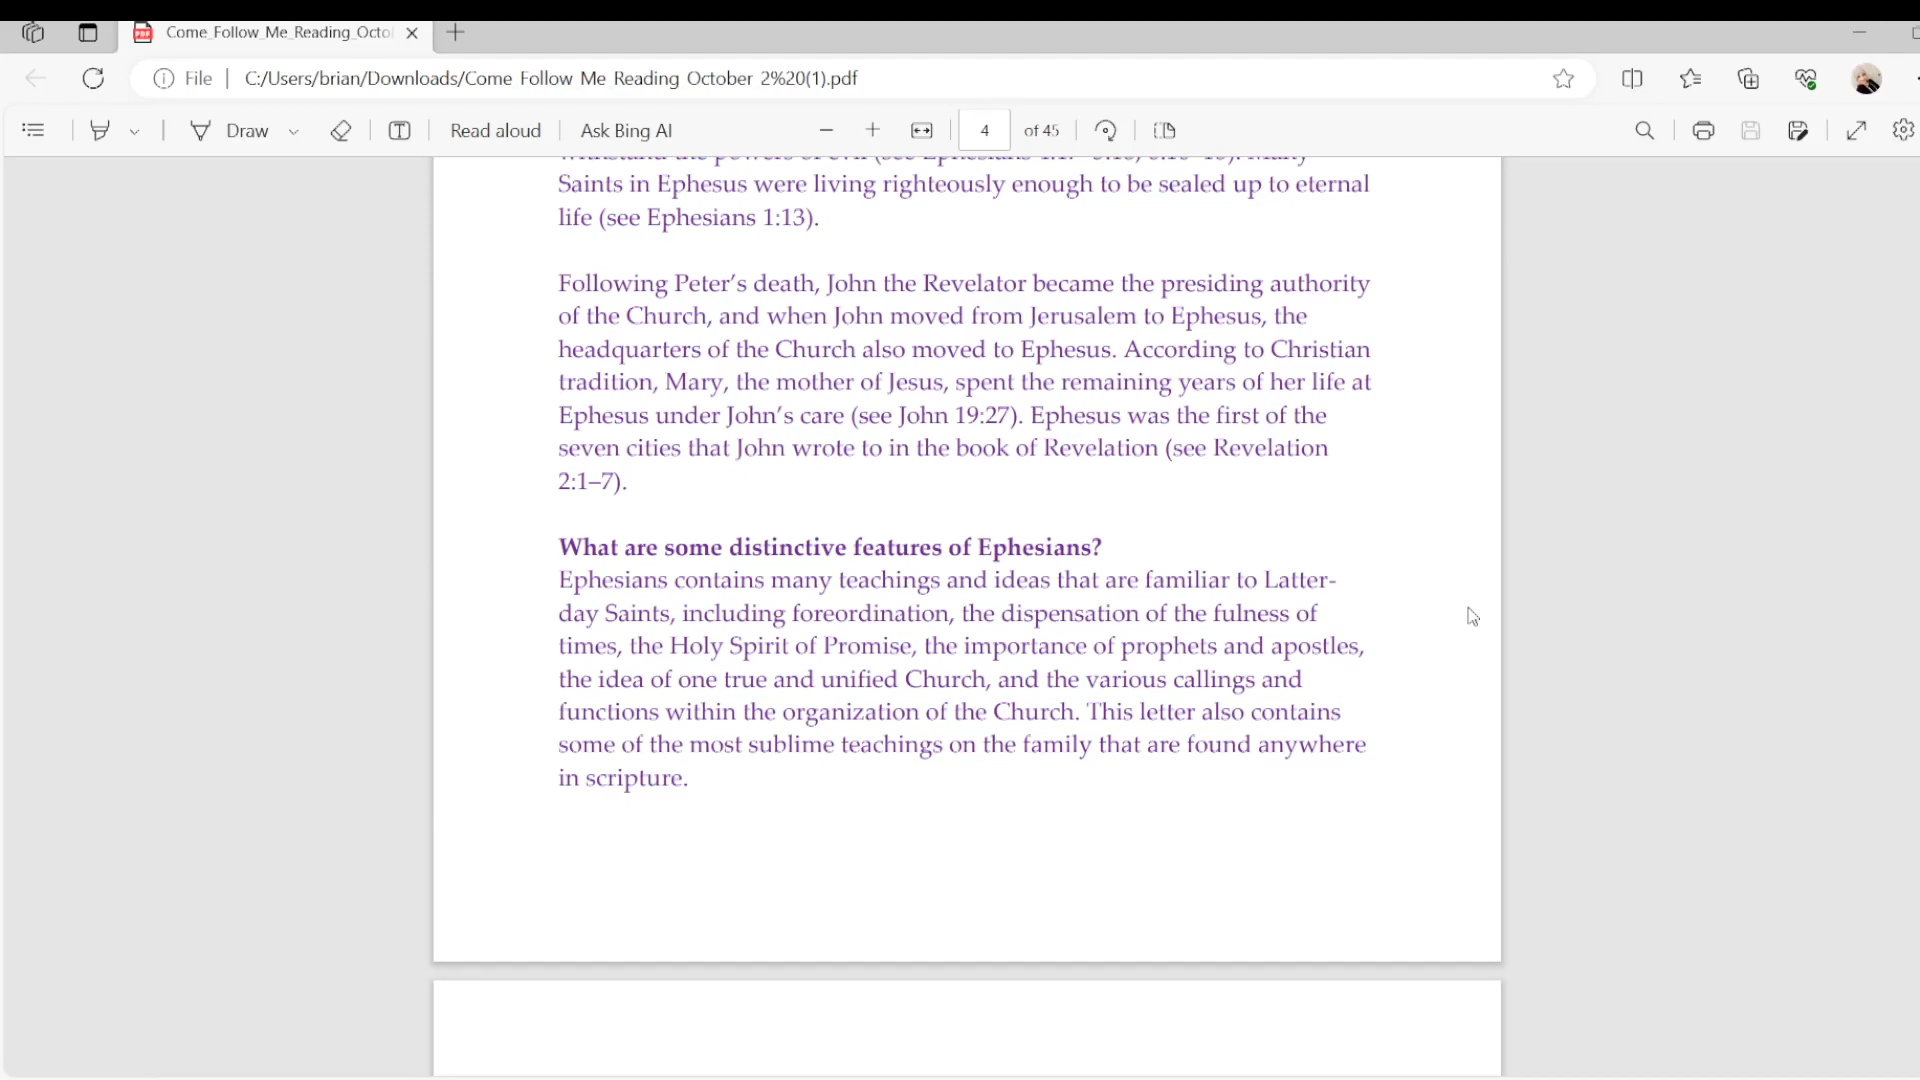 Come_Follow_Me_Reading_Octo
File
C:/Users/brian/Downloads/Come Follow Me Reading October 2%20(1).pdf
Draw
Read aloud
Ask Bing AI
4
of 45
Saints in Ephesus were living righteously enough to be sealed up to eternal
life (see Ephesians 1:13).
Following Peter’s death, John the Revelator became the presiding authority
of the Church, and when John moved from Jerusalem to Ephesus, the
headquarters of the Church also moved to Ephesus. According to Christian
tradition, Mary, the mother of Jesus, spent the remaining years of her life at
Ephesus under John’s care (see John 19:27). Ephesus was the first of the
seven cities that John wrote to in the book of Revelation (see Revelation
2:1–7).
What are some distinctive features of Ephesians?
Ephesians contains many teachings and ideas that are familiar to Latter-
day Saints, including foreordination, the dispensation of the fulness of
times, the Holy Spirit of Promise, the importance of prophets and apostles,
the idea of one true and unified Church, and the various callings and
functions within the organization of the Church. This letter also contains
some of the most sublime teachings on the family that are found anywhere
in scripture.